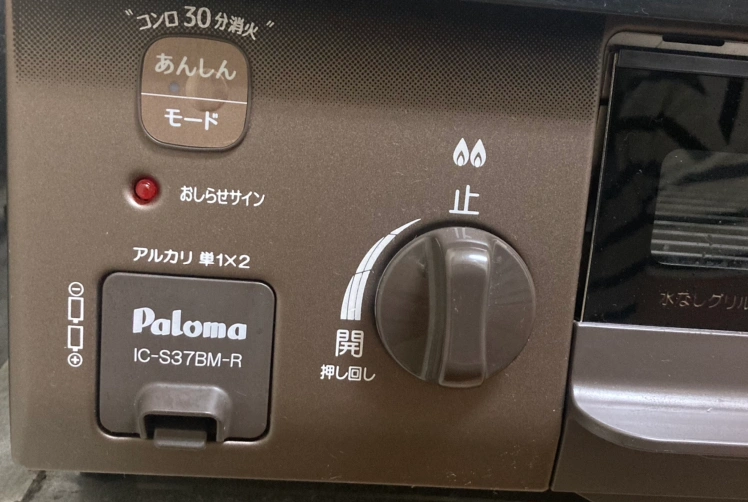 "コンロ30分消火"
あんしん
モード
おしらせサイン
止
アルカリ 単1×2
Paloma
IC-S37BM-R
開
押し回し
水なしグリル